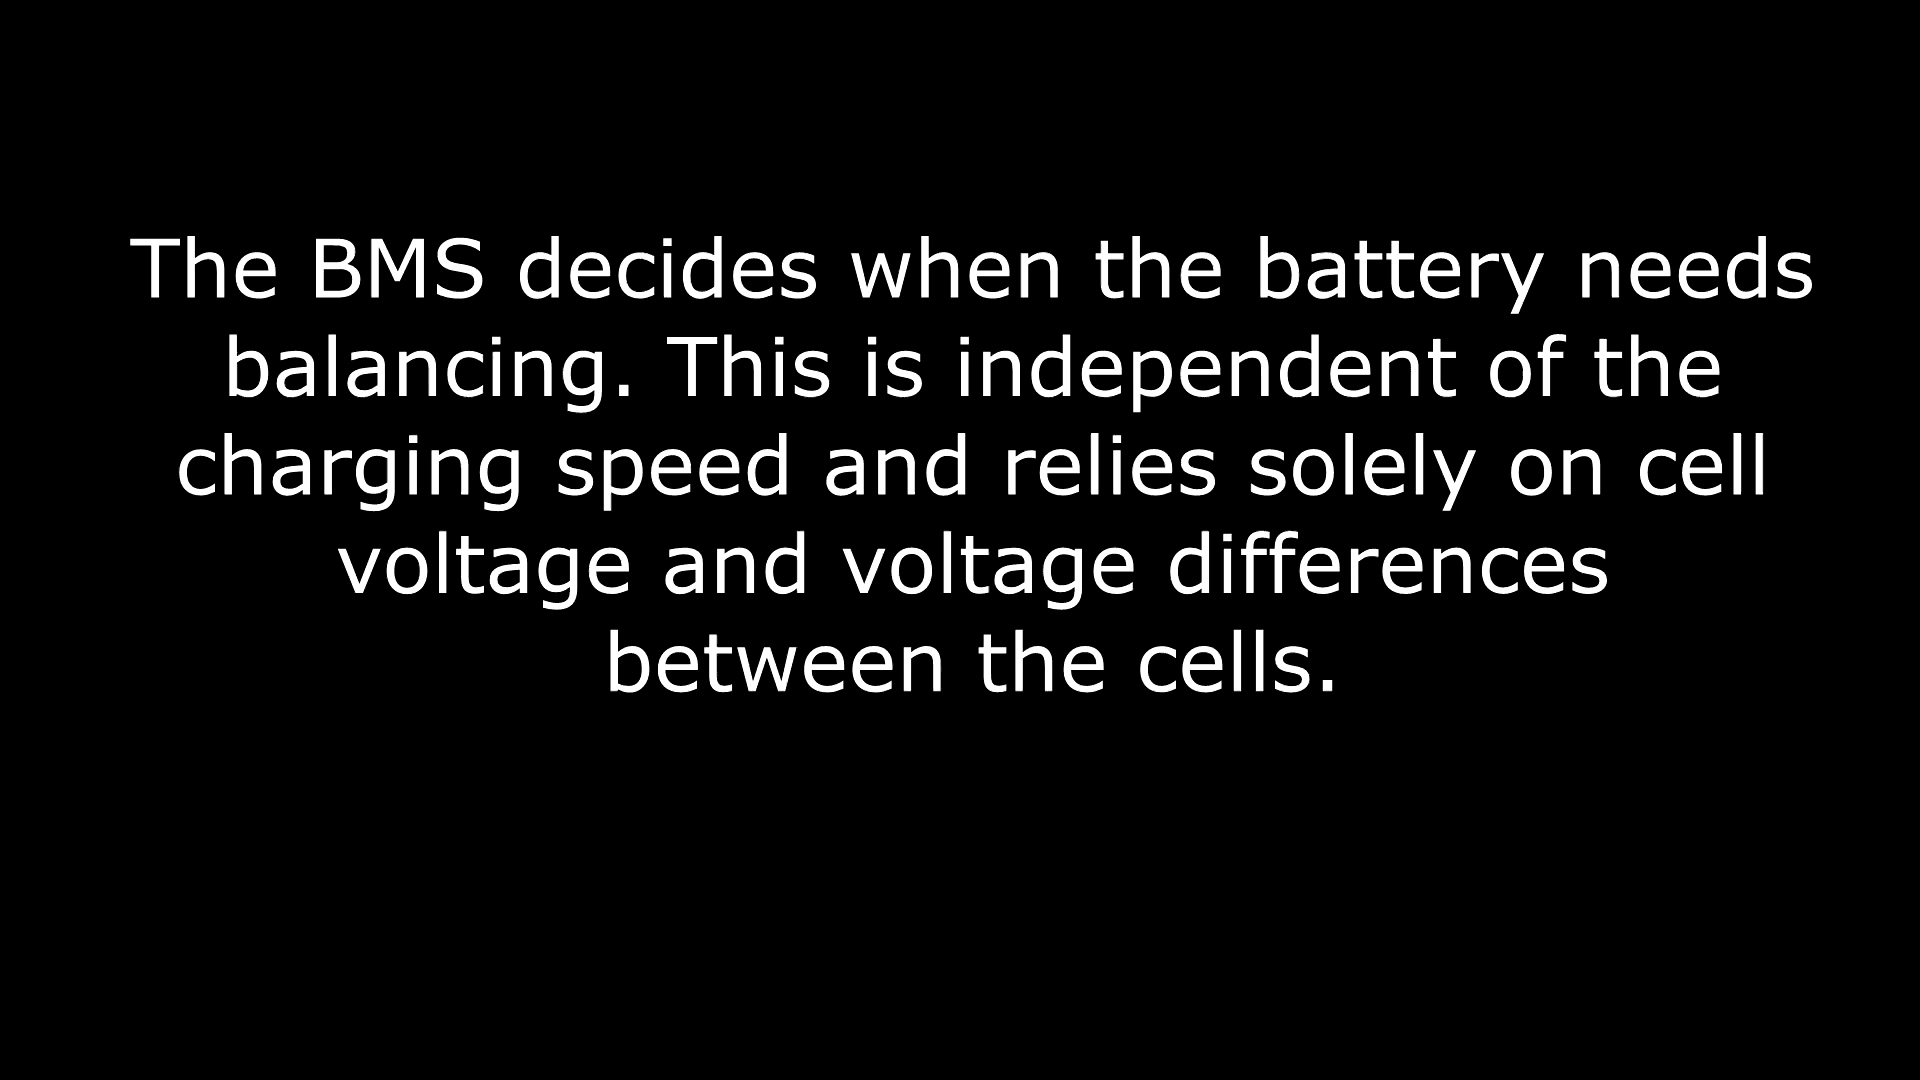 The BMS decides when the battery needs
balancing. This is independent of the
charging speed and relies solely on cell
voltage and voltage differences
between the cells.